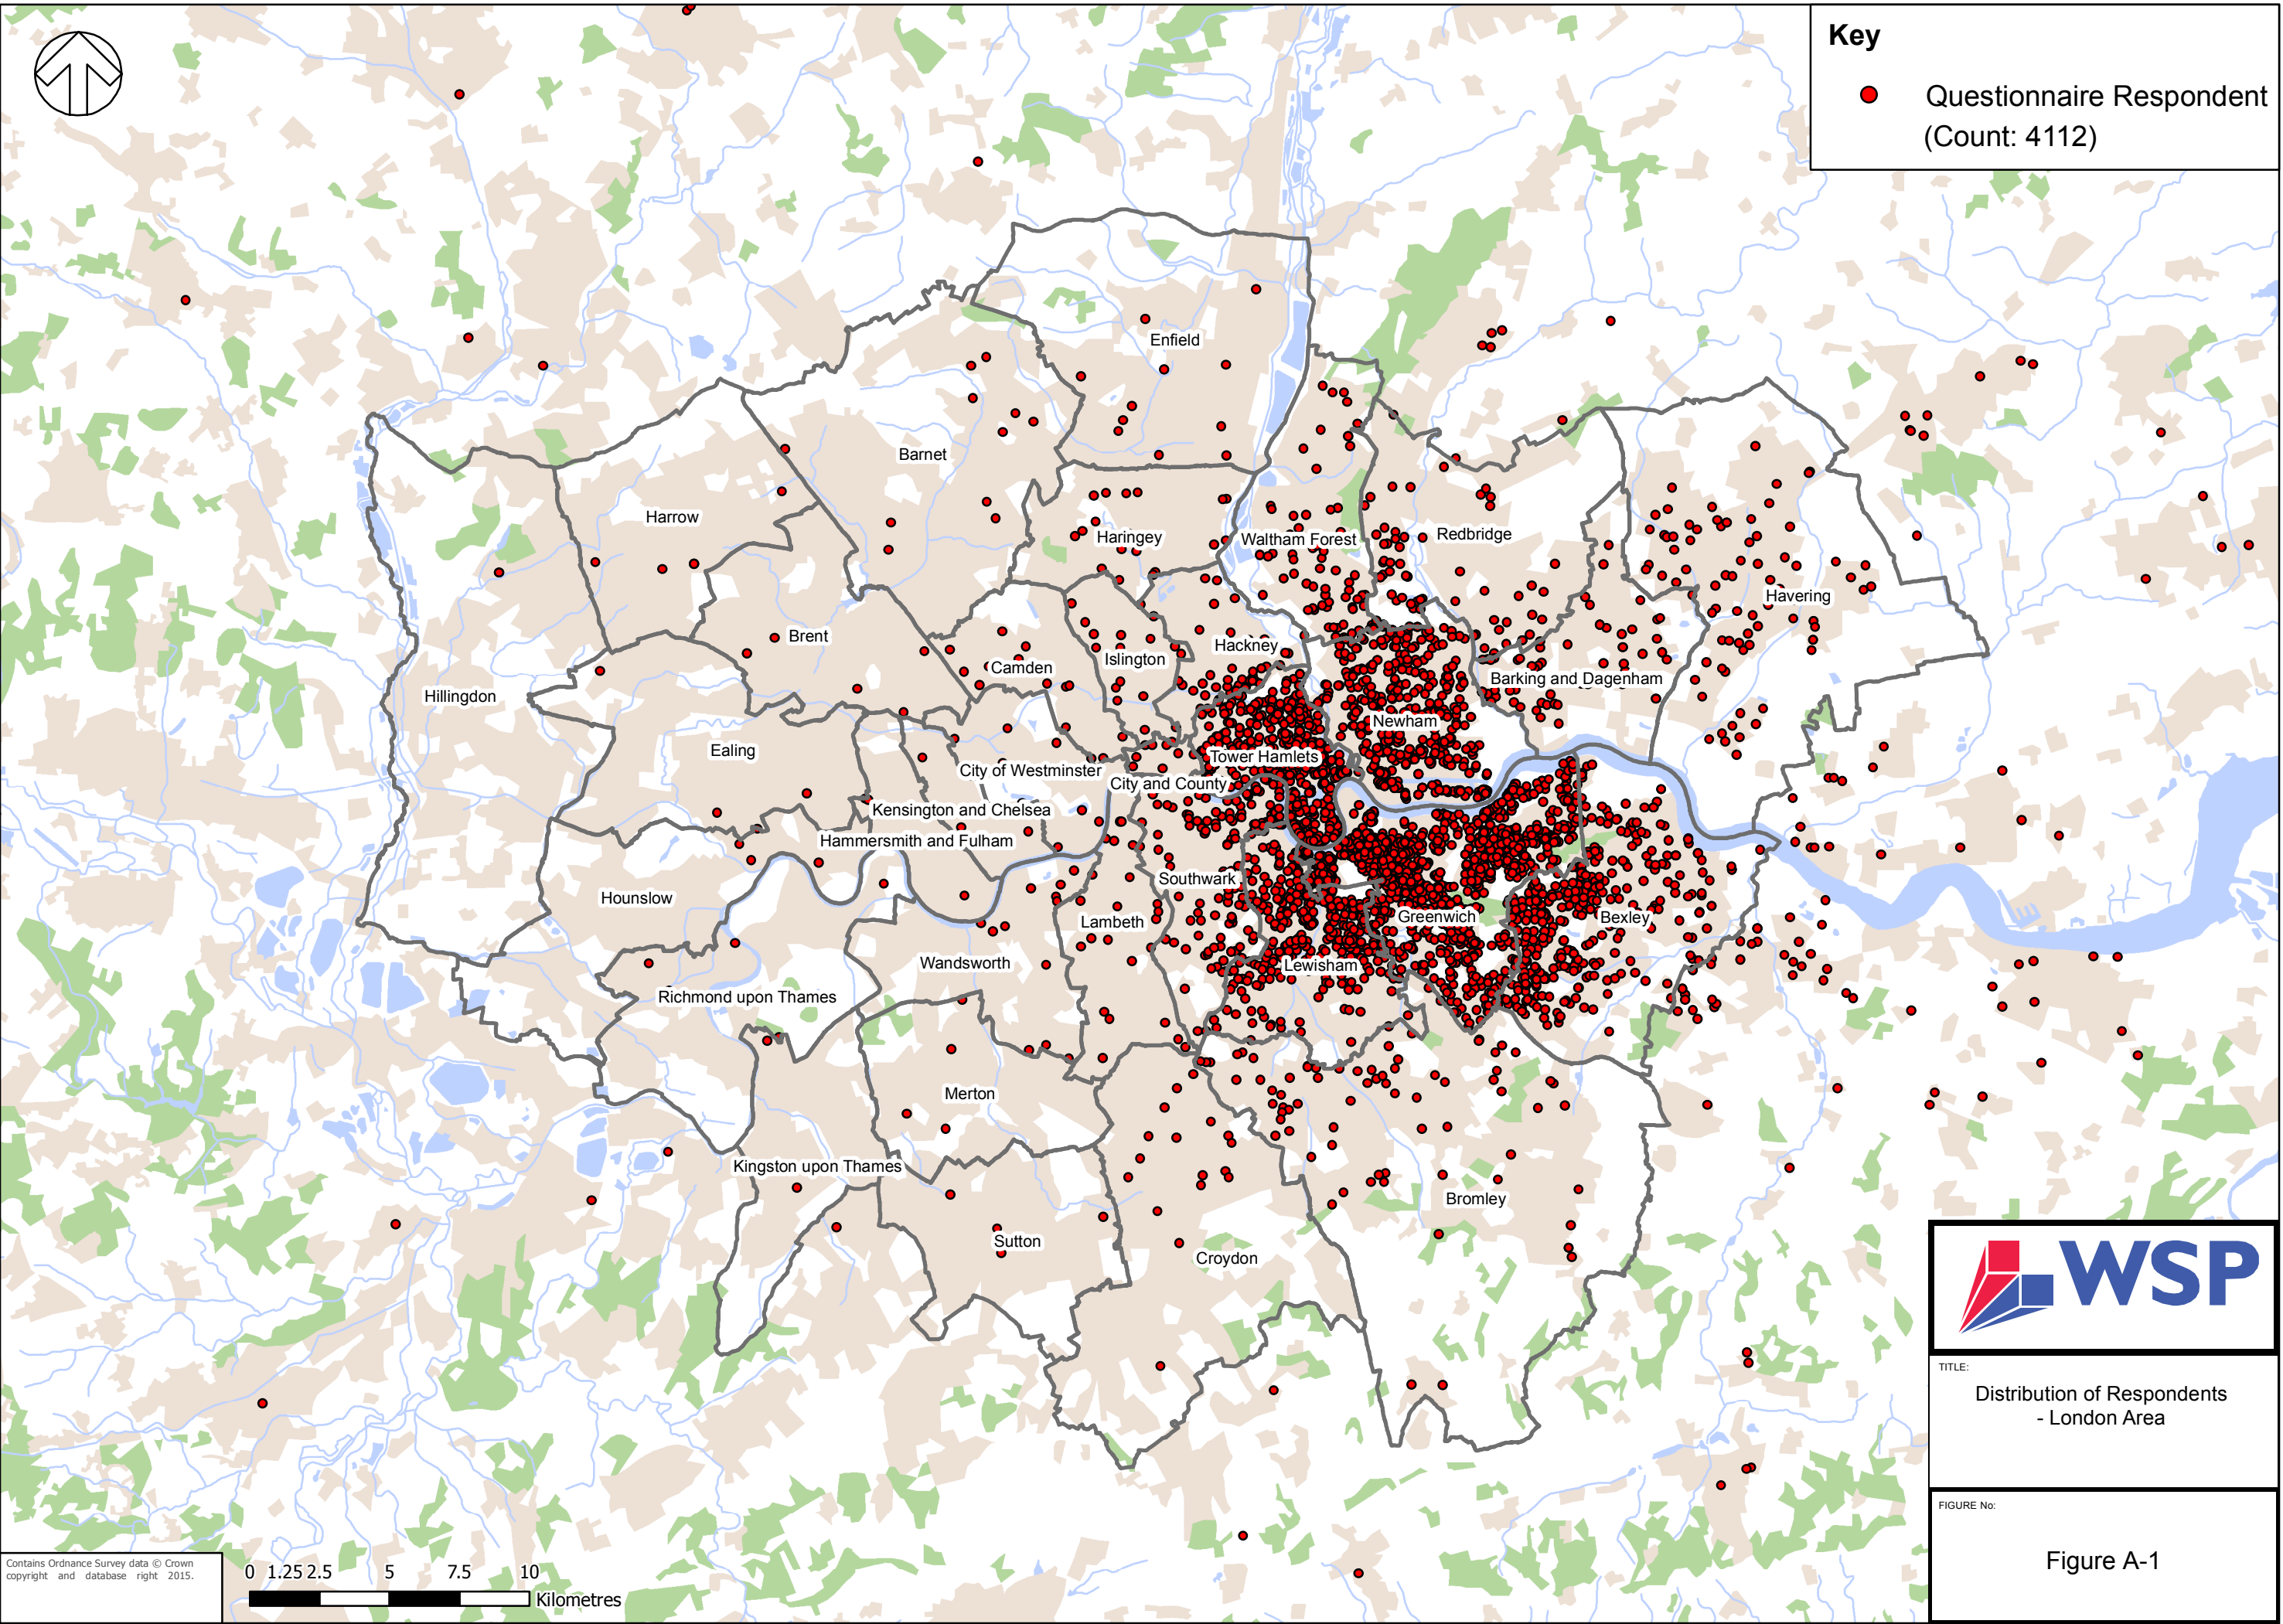 Key
Questionnaire Respondent
(Count: 4112)
Enfield
Barnet
Harrow
Haringey
Waltham Forest
Redbridge
Havering
Brent
Hackney
Islington
Camden
Barking and Dagenham
Hillingdon
Newham
Ealing
Tower Hamlets
City of Westminster
City and County
Kensington and Chelsea
Hammersmith and Fulham
Southwark
Hounslow
Greenwich
Bexley
Lambeth
Wandsworth
Lewisham
Richmond upon Thames
Merton
Kingston upon Thames
Bromley
Sutton
Croydon
WSP
TITLE:
Distribution of Respondents
- London Area
FIGURE No:
Figure A-1
Contains Ordnance Survey data © Crown
copyright and database right 2015.
0 1.25 2.5 5 7.5 10
Kilometres